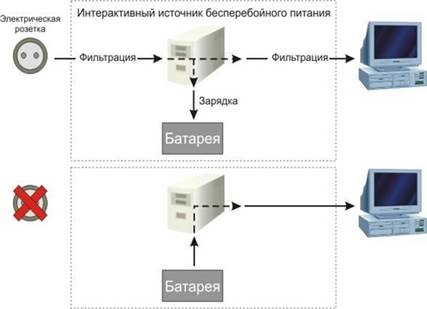 Интерактивный источник бесперебойного питания
Электрическая
розетка
Фильтрация
Фильтрация
Зарядка
Батарея
Батарея